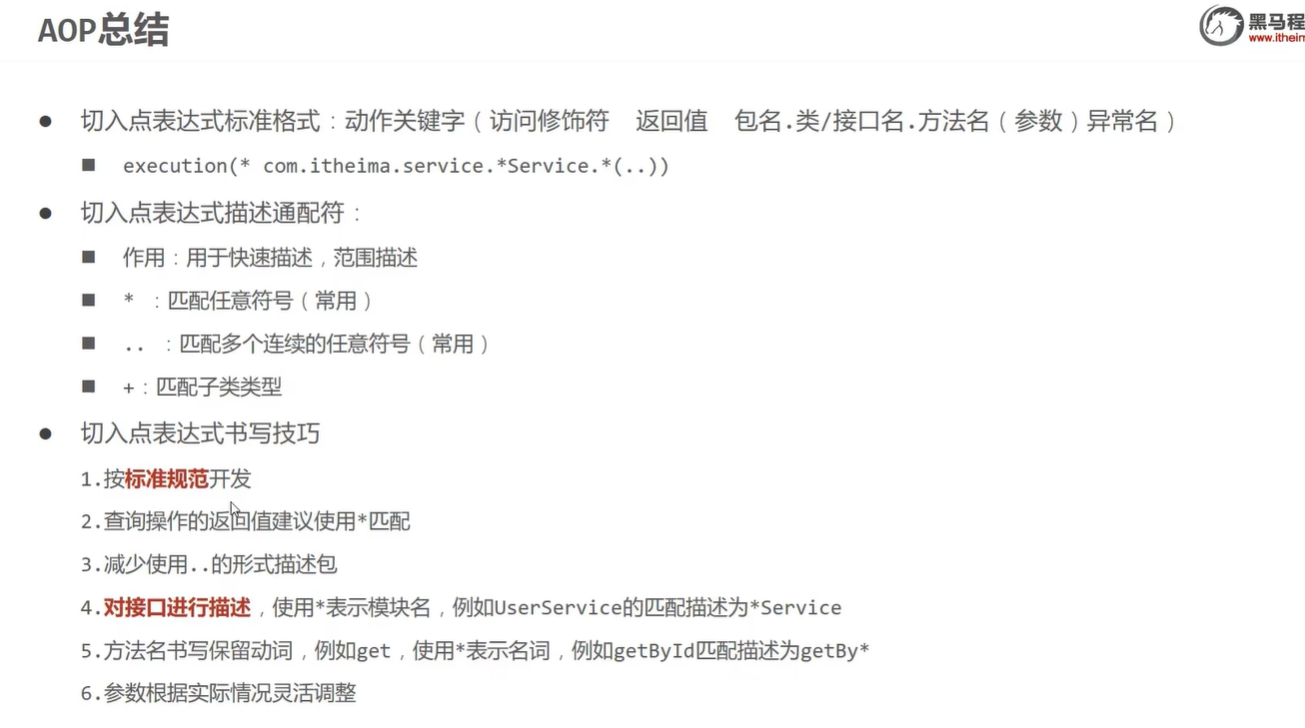 AOP总结
黑马程
www.itheim
切入点表达式标准格式：动作关键字（访问修饰符 返回值 包名.类/接口名.方法名（参数）异常名）
execution(* com.itheima.service.*Service.*(..))
切入点表达式描述通配符：
作用：用于快速描述，范围描述
* ：匹配任意符号（常用）
.. ：匹配多个连续的任意符号（常用）
+：匹配子类类型
切入点表达式书写技巧
1.按标准规范开发
2.查询操作的返回值建议使用*匹配
3.减少使用..的形式描述包
4.对接口进行描述，使用*表示模块名，例如UserService的匹配描述为*Service
5.方法名书写保留动词，例如get，使用*表示名词，例如getById匹配描述为getBy*
6.参数根据实际情况灵活调整